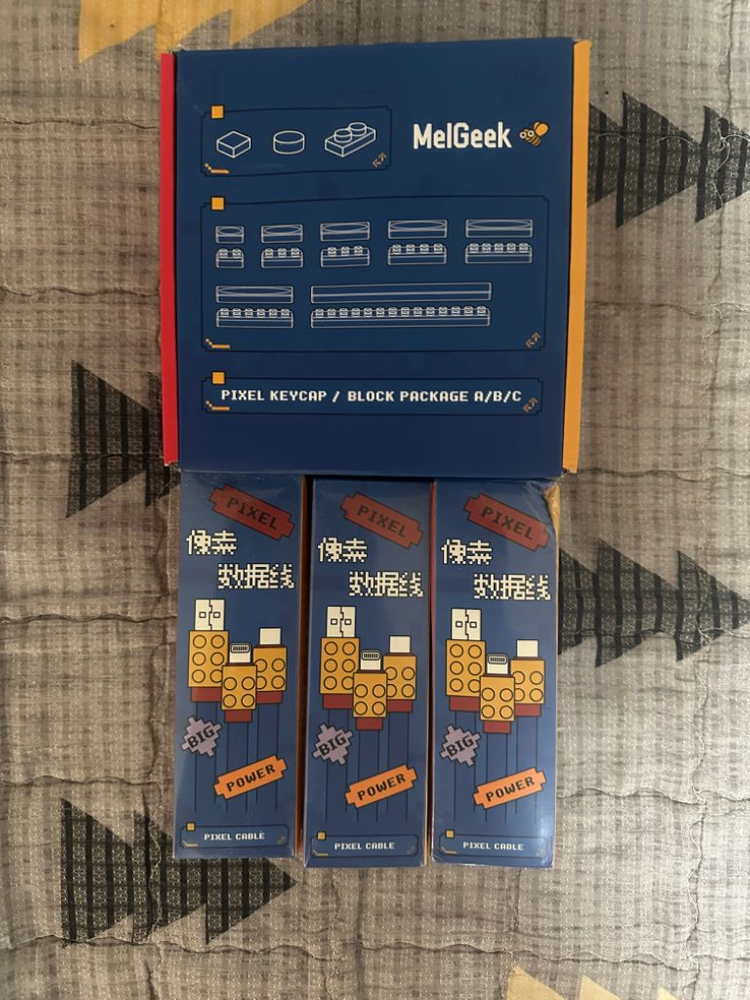 MelGeek
PIXEL KEYCAP / BLOCK PACKAGE A/B/C
PIXEL
像素
数据线
BIG
POWER
PIXEL CABLE
PIXEL
像素
数据线
BIG
POWER
PIXEL CABLE
PIXEL
像素
数据线
BIG
POWER
PIXEL CABLE